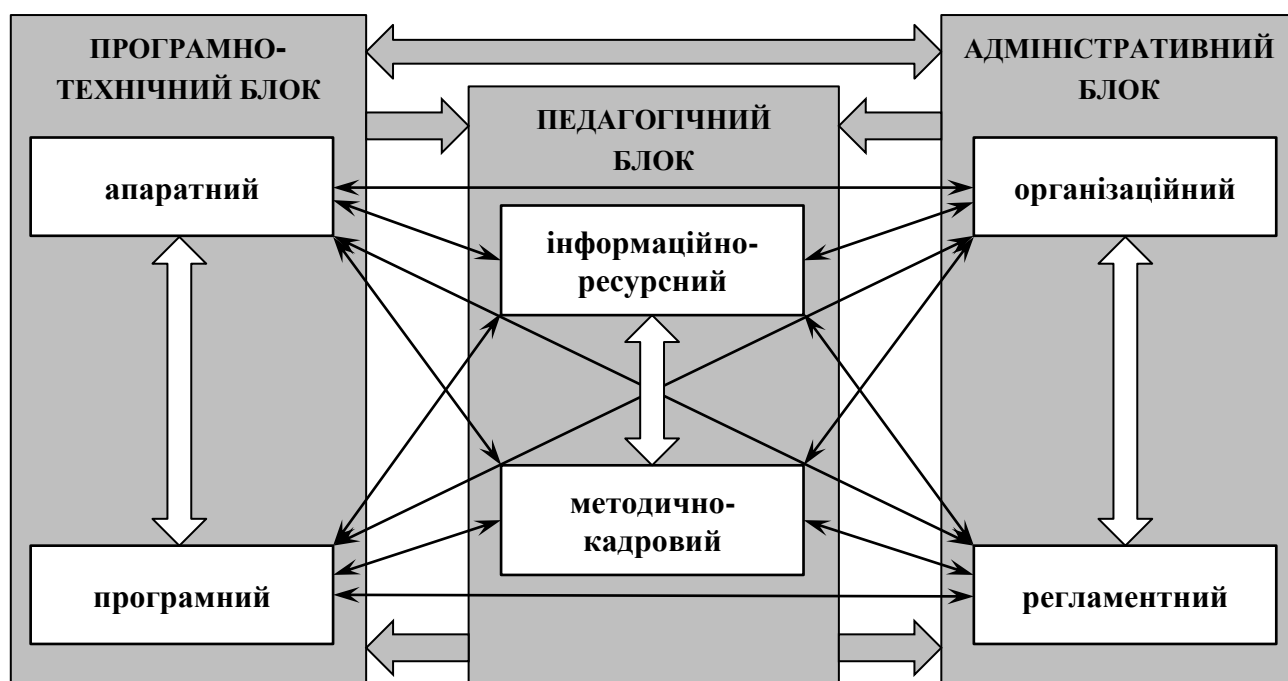 ПРОГРАМНО-
ТЕХНІЧНИЙ БЛОК
апаратний
програмний
ПЕДАГОГІЧНИЙ
БЛОК
інформаційно-
ресурсний
методично-
кадровий
АДМІНІСТРАТИВНИЙ
БЛОК
організаційний
регламентний